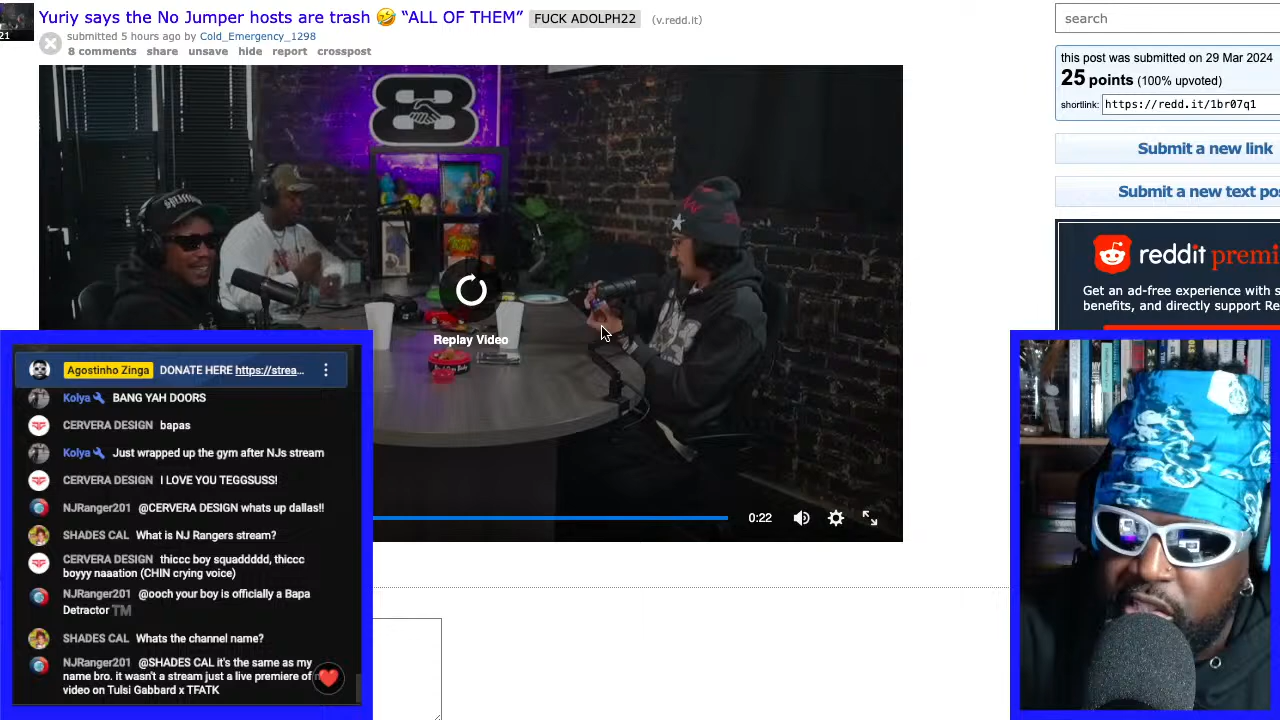 Yuriy says the No Jumper hosts are trash 🤣 “ALL OF THEM” FUCK ADOLPH22 (v.redd.it)
21
submitted 5 hours ago by Cold_Emergency_1298
8 comments share unsave hide report crosspost
Replay Video
0:22
search
this post was submitted on 29 Mar 2024
25 points (100% upvoted)
shortlink: https://redd.it/1br07q1
Submit a new link
Submit a new text pos
reddit premi
Get an ad-free experience with s
benefits, and directly support Re
Agostinho Zinga DONATE HERE https://strea...
Kolya BANG YAH DOORS
CERVERA DESIGN bapas
Kolya Just wrapped up the gym after NJs stream
CERVERA DESIGN I LOVE YOU TEGGSUSS!
NJRanger201 @CERVERA DESIGN whats up dallas!!
SHADES CAL What is NJ Rangers stream?
CERVERA DESIGN thiccc boy squaddddd, thiccc
boyyy naaation (CHIN crying voice)
NJRanger201 @ooch your boy is officially a Bapa
Detractor ™️
SHADES CAL Whats the channel name?
NJRanger201 @SHADES CAL it's the same as my
name bro. it wasn't a stream just a live premiere of
video on Tulsi Gabbard x TFATK